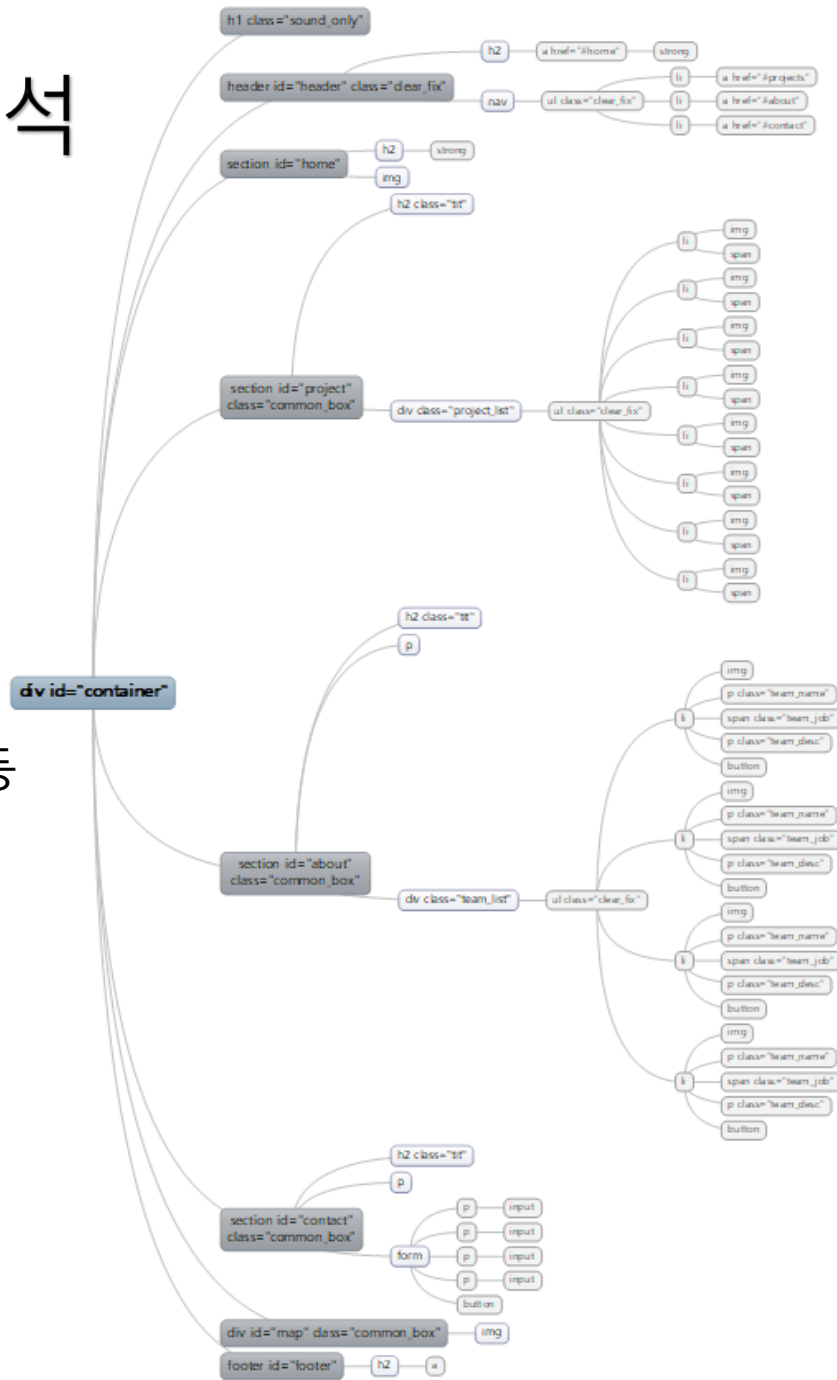 석
등
div id="container"
h1 class="sound_only"
header id="header" class="clear_fix"
h2
a href="#home"
strong
nav
ul class="clear_fix"
li
a href="#projects"
li
a href="#about"
li
a href="#contact"
section id="home"
h2
strong
img
section id="project"
class="common_box"
h2 class="tit"
div class="project_list"
ul class="clear_fix"
li
img
span
li
img
span
li
img
span
li
img
span
li
img
span
li
img
span
li
img
span
li
img
span
section id="about"
class="common_box"
h2 class="tit"
p
div class="team_list"
ul class="clear_fix"
li
img
p class="team_name"
span class="team_job"
p class="team_desc"
button
li
img
p class="team_name"
span class="team_job"
p class="team_desc"
button
li
img
p class="team_name"
span class="team_job"
p class="team_desc"
button
li
img
p class="team_name"
span class="team_job"
p class="team_desc"
button
section id="contact"
class="common_box"
h2 class="tit"
p
form
p
input
p
input
p
input
p
input
button
div id="map" class="common_box"
img
footer id="footer"
h2
a